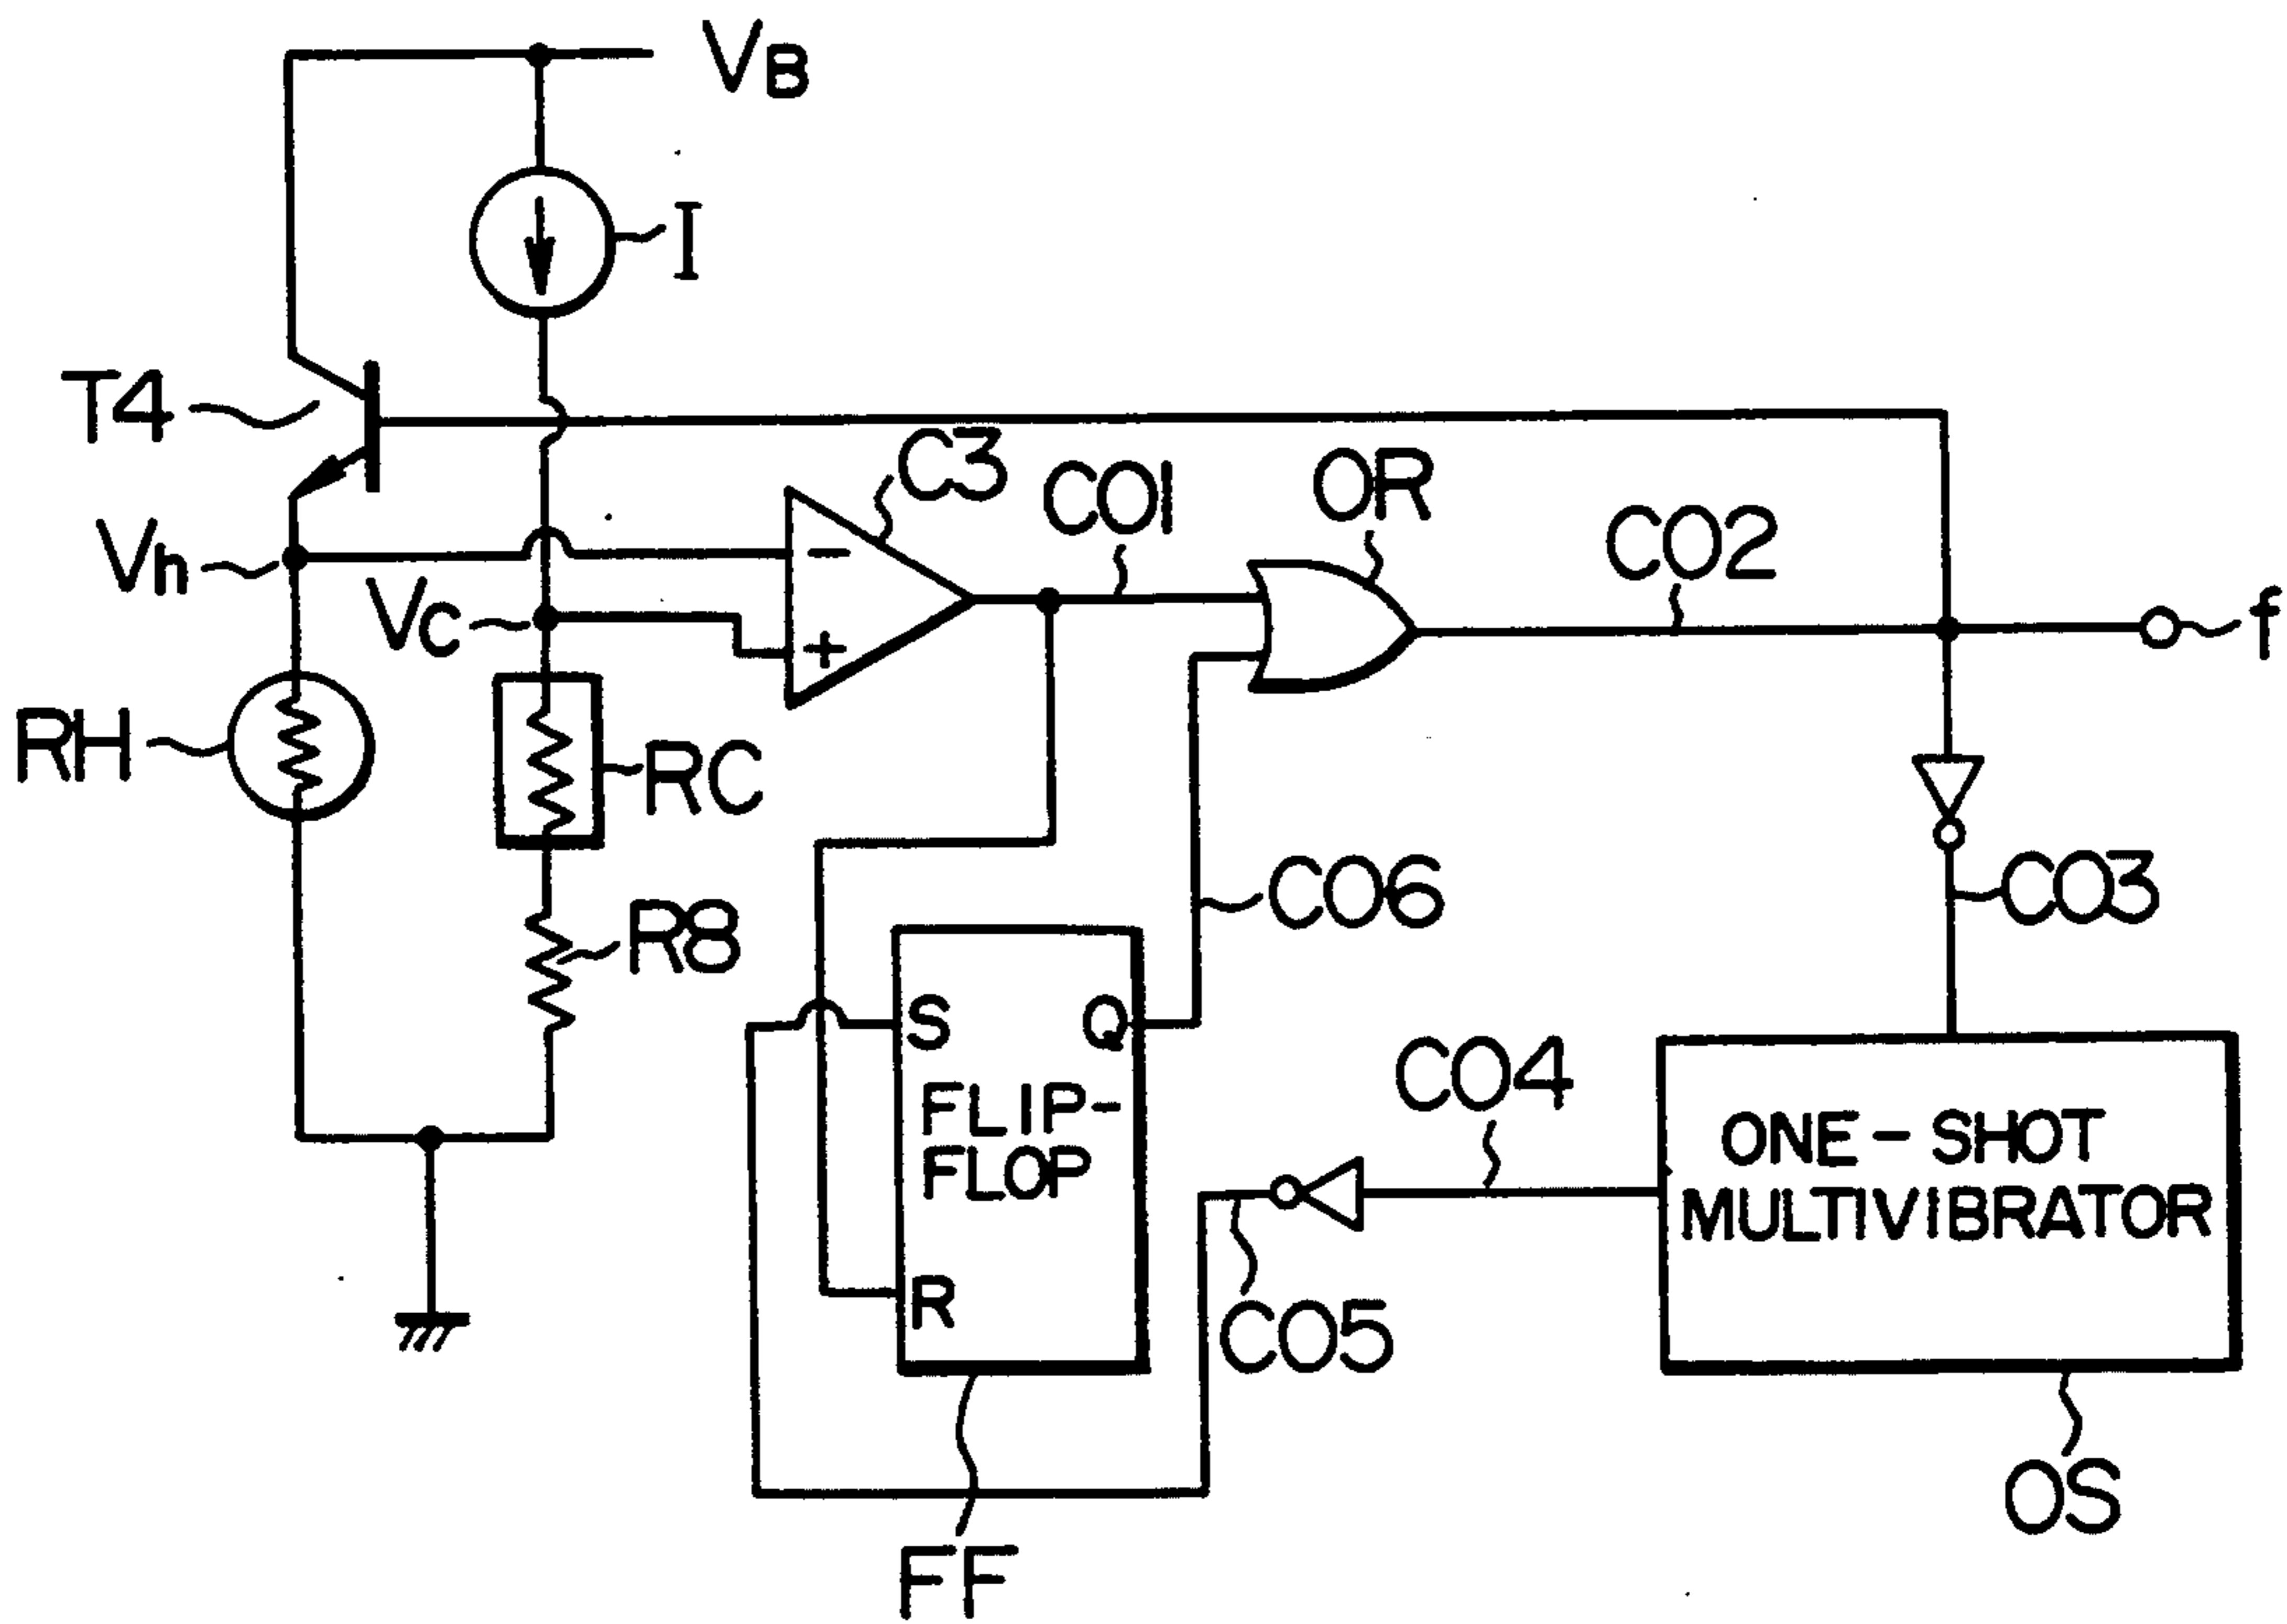 VB
I
T4
C3
CO1
OR
CO2
Vh
VC
f
−
+
RH
RC
CO3
CO6
R8
S
Q
FLIP-
FLOP
R
CO4
ONE-SHOT
MULTIVIBRATOR
CO5
OS
FF